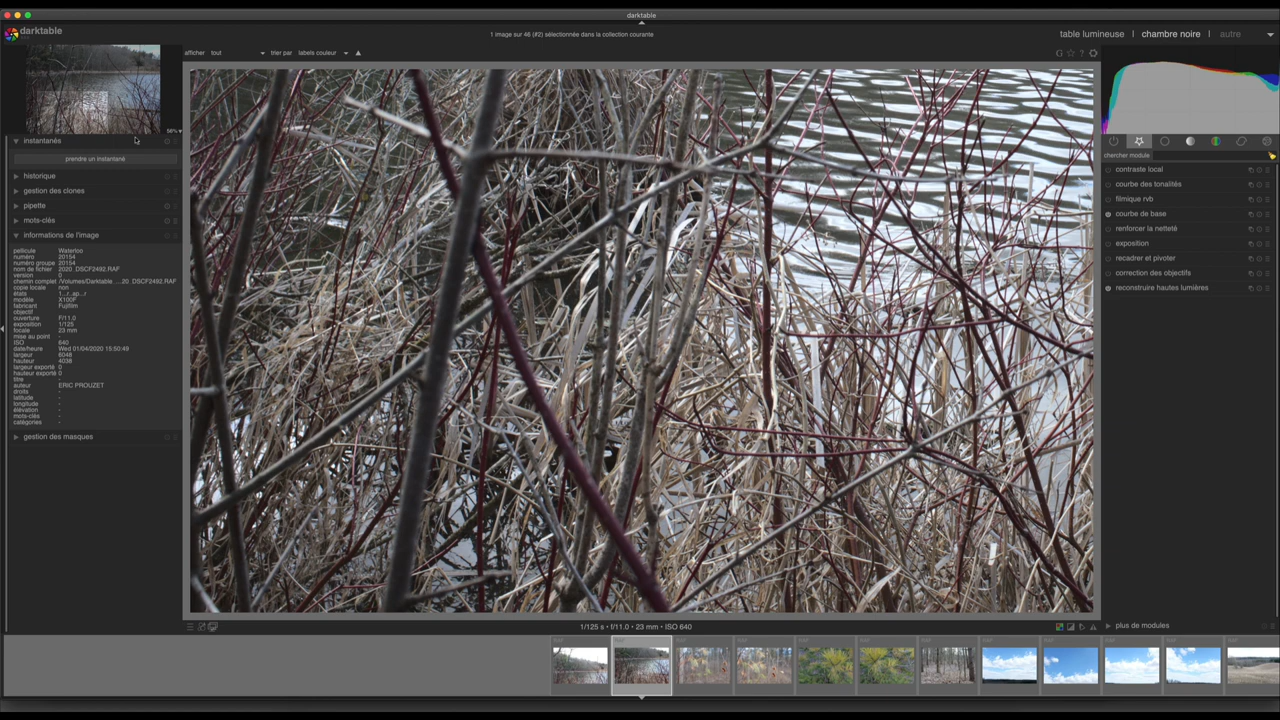 darktable
darktable
1 image sur 46 (#2) sélectionnée dans la collection courante
table lumineuse | chambre noire | autre
afficher tout trier par labels couleur
G ☆ ?
56%
instantanés
prendre un instantané
historique
gestion des clones
pipette
mots-clés
informations de l'image
pellicule Waterloo
numéro 20154
numéro groupe 20154
nom de fichier 2020_DSCF2492.RAF
version 0
chemin complet /Volumes/Darktable ....20_DSCF2492.RAF
copie locale non
états 1...r..ap...r
modèle X100F
fabricant Fujifilm
objectif
ouverture F/11.0
exposition 1/125
focale 23 mm
mise au point -
ISO 640
date/heure Wed 01/04/2020 15:50:49
largeur 6048
hauteur 4038
largeur exporté 0
hauteur exporté 0
titre
auteur ERIC PROUZET
droits -
latitude -
longitude -
élévation -
mots-clés -
catégories -
gestion des masques
chercher module
contraste local
courbe des tonalités
filmique rvb
courbe de base
renforcer la netteté
exposition
recadrer et pivoter
correction des objectifs
reconstruire hautes lumières
plus de modules
1/125 s • f/11.0 • 23 mm • ISO 640